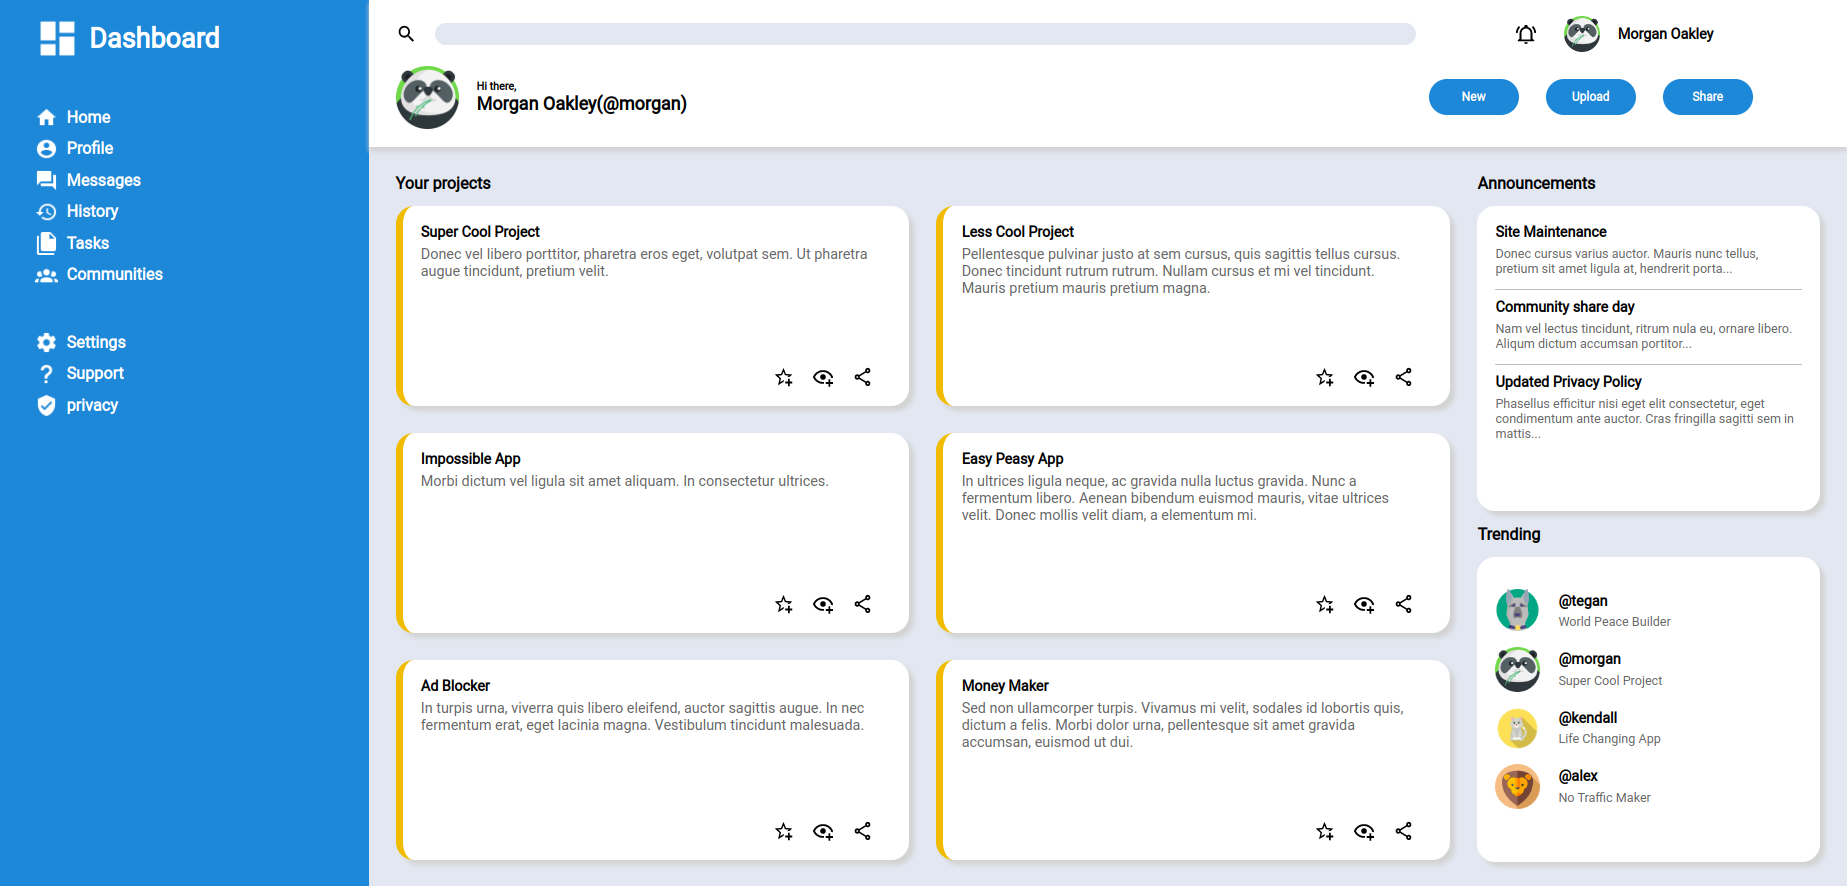 Dashboard
Home
Profile
Messages
History
Tasks
Communities
Settings
Support
privacy
Morgan Oakley
Hi there,
Morgan Oakley(@morgan)
New
Upload
Share
Your projects
Super Cool Project
Donec vel libero porttitor, pharetra eros eget, volutpat sem. Ut pharetra
augue tincidunt, pretium velit.
Less Cool Project
Pellentesque pulvinar justo at sem cursus, quis sagittis tellus cursus.
Donec tincidunt rutrum rutrum. Nullam cursus et mi vel tincidunt.
Mauris pretium mauris pretium magna.
Impossible App
Morbi dictum vel ligula sit amet aliquam. In consectetur ultrices.
Easy Peasy App
In ultrices ligula neque, ac gravida nulla luctus gravida. Nunc a
fermentum libero. Aenean bibendum euismod mauris, vitae ultrices
velit. Donec mollis velit diam, a elementum mi.
Ad Blocker
In turpis urna, viverra quis libero eleifend, auctor sagittis augue. In nec
fermentum erat, eget lacinia magna. Vestibulum tincidunt malesuada.
Money Maker
Sed non ullamcorper turpis. Vivamus mi velit, sodales id lobortis quis,
dictum a felis. Morbi dolor urna, pellentesque sit amet gravida
accumsan, euismod ut dui.
Announcements
Site Maintenance
Donec cursus varius auctor. Mauris nunc tellus,
pretium sit amet ligula at, hendrerit porta...
Community share day
Nam vel lectus tincidunt, ritrum nula eu, ornare libero.
Aliqum dictum accumsan portitor...
Updated Privacy Policy
Phasellus efficitur nisi eget elit consectetur, eget
condimentum ante auctor. Cras fringilla sagitti sem in
mattis...
Trending
@tegan
World Peace Builder
@morgan
Super Cool Project
@kendall
Life Changing App
@alex
No Traffic Maker